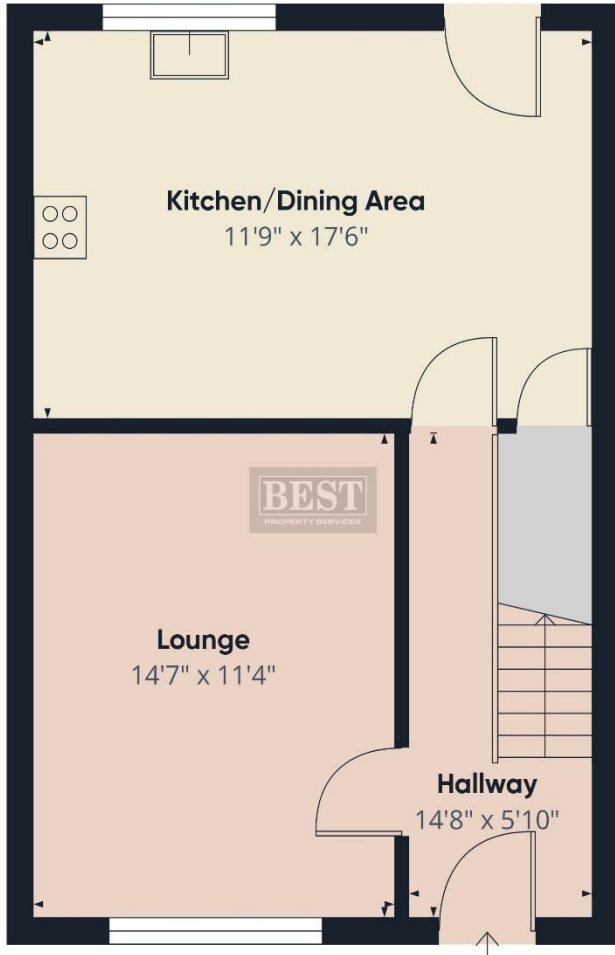 Kitchen/Dining Area
11'9" x 17'6"
BEST
PROPERTY SERVICES
Lounge
14'7" x 11'4"
Hallway
14'8" x 5'10"